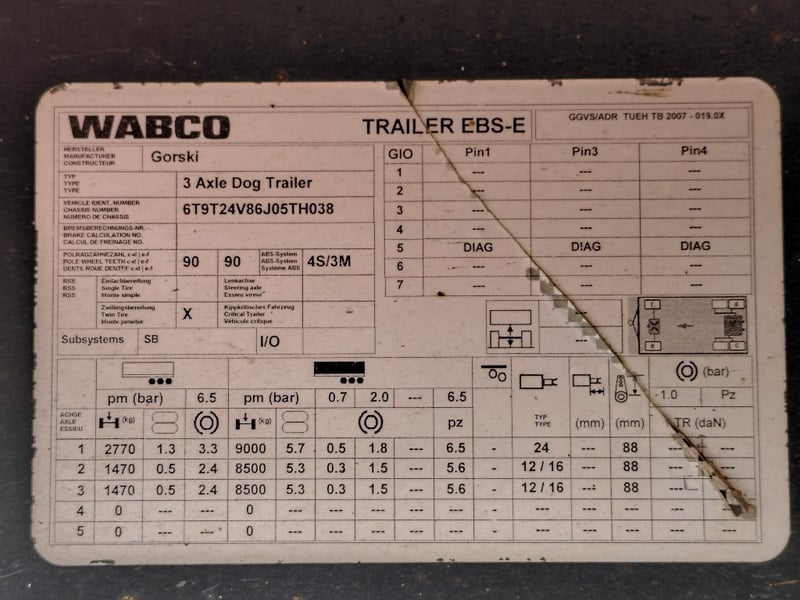 WABCO
TRAILER EBS-E
GGVS/ADR TUEH TB 2007 - 019.0X
HERSTELLER
MANUFACTURER
CONSTRUCTEUR
Gorski
TYP
TYPE
TYPE
3 Axle Dog Trailer
VEHICLE IDENT. NUMBER
CHASSIS NUMBER
NUMERO DE CHASSIS
6T9T24V86J05TH038
BREMSBERECHNUNGS-NR.
BRAKE CALCULATION NO.
CALCUL DE FREINAGE NO.
POLRADZÄHNEZAHL c-d | e-f
POLE WHEEL TEETH c-d | e-f
DENTS ROUE DENTEE c-d | e-f
90 90
ABS-System
ABS-System
Système ABS
4S/3M
RSS Einfachbereifung
RSS Single Tire
RSS Monte simple
Lenkachse
Steering axle
Essieu vireur
Zwillingsbereifung
Twin Tire
Monte jumelée
X
Kippkritisches Fahrzeug
Critical Trailer
Véhicule critique
Subsystems SB I/O
GIO Pin1 Pin3 Pin4
1 --- --- ---
2 --- --- ---
3 --- --- ---
4 --- --- ---
5 DIAG DIAG DIAG
6 --- --- ---
7 --- --- ---
---
c e
d f
pm (bar) 6.5 pm (bar) 0.7 2.0 --- 6.5
(bar)
1.0 Pz
ACHSE
AXLE
ESSIEU
(kg) (kg) pz
TYP
TYPE
(mm) (mm) TR (daN)
1 2770 1.3 3.3 9000 5.7 0.5 1.8 --- 6.5 - 24 --- 88 --- ---
2 1470 0.5 2.4 8500 5.3 0.3 1.5 --- 5.6 - 12 / 16 --- 88 --- ---
3 1470 0.5 2.4 8500 5.3 0.3 1.5 --- 5.6 - 12 / 16 --- 88 --- ---
4 0 --- --- 0 --- --- --- --- --- - --- --- --- --- ---
5 0 --- --- 0 --- --- --- --- --- - --- --- --- --- ---